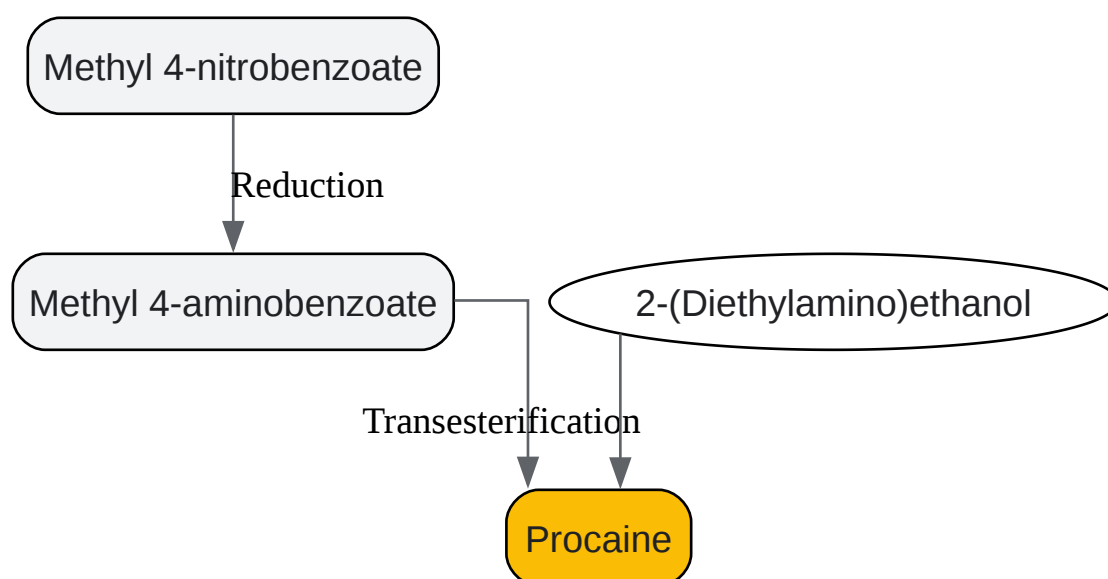 Methyl 4-nitrobenzoate
Reduction
Methyl 4-aminobenzoate
2-(Diethylamino)ethanol
Transesterification
Procaine